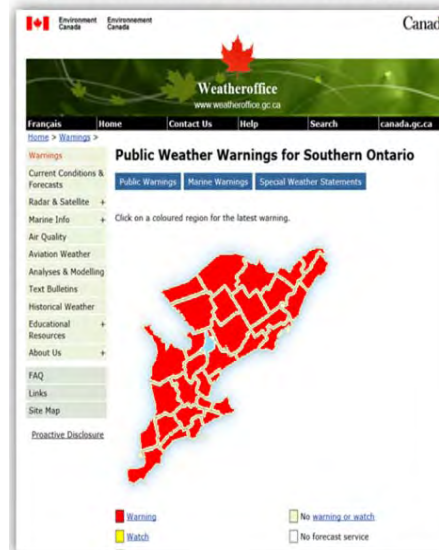 Environment Canada
Environnement Canada
Canad
Weatheroffice
www.weatheroffice.gc.ca
Français Home Contact Us Help Search canada.gc.ca
Home > Warnings >
Warnings
Current Conditions & Forecasts
Radar & Satellite +
Marine Info +
Air Quality
Aviation Weather
Analyses & Modelling
Text Bulletins
Historical Weather
Educational Resources +
About Us +
FAQ
Links
Site Map
Proactive Disclosure
Public Weather Warnings for Southern Ontario
Public Warnings Marine Warnings Special Weather Statements
Click on a coloured region for the latest warning.
Warning
No warning or watch
Watch
No forecast service